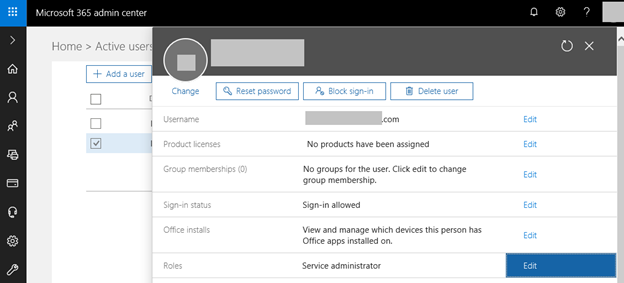 Microsoft 365 admin center
?
Home > Active users
+ Add a user
Change
Reset password
Block sign-in
Delete user
Username
.com
Edit
Product licenses
No products have been assigned
Edit
Group memberships (0)
No groups for the user. Click edit to change
group membership.
Edit
Sign-in status
Sign-in allowed
Edit
Office installs
View and manage which devices this person has
Office apps installed on.
Edit
Roles
Service administrator
Edit